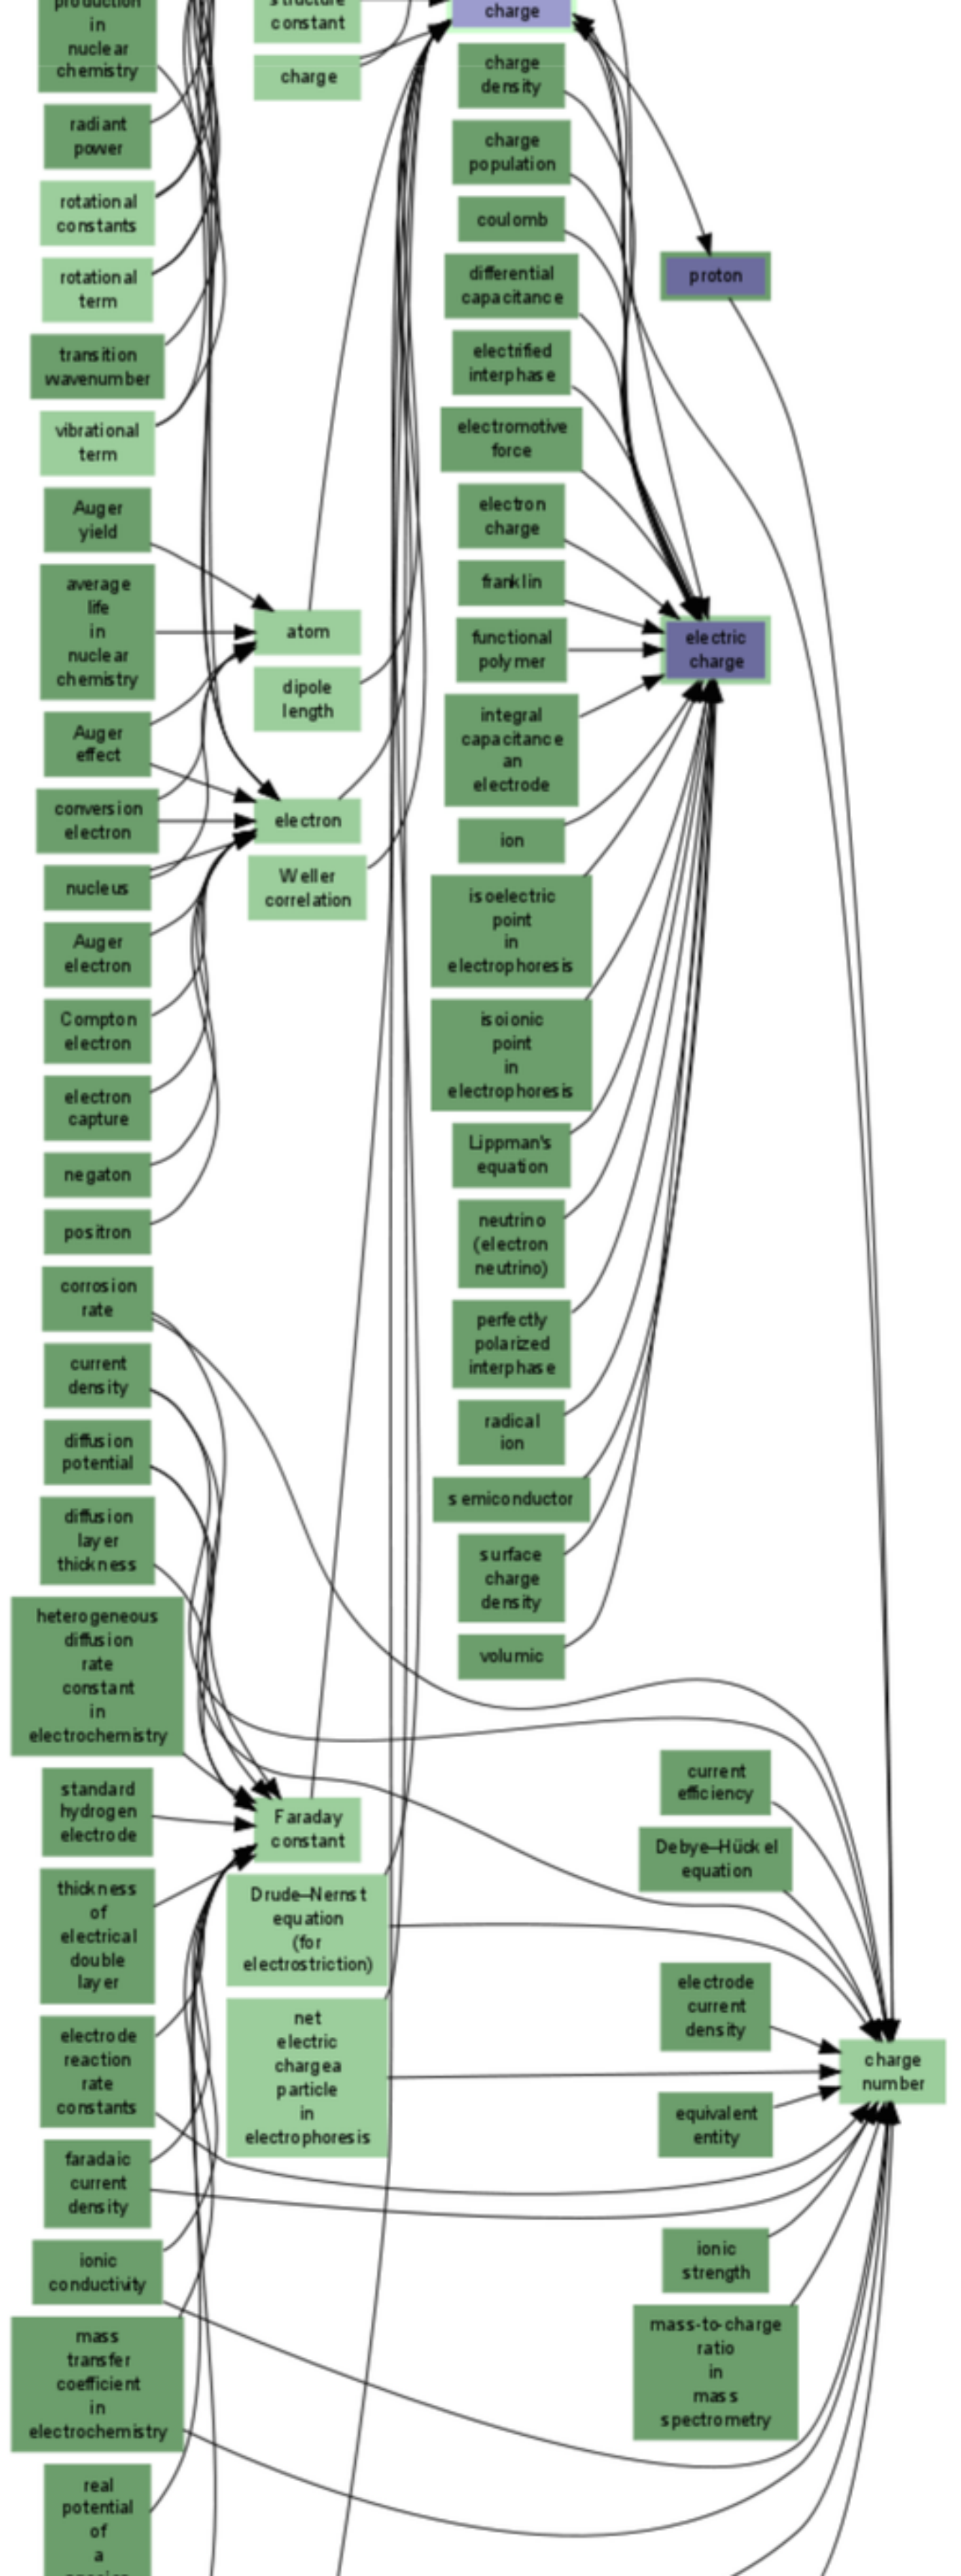 production
in
nuclear
chemistry
radiant
power
rotational
constants
rotational
term
transition
wavenumber
vibrational
term
Auger
yield
average
life
in
nuclear
chemistry
Auger
effect
conversion
electron
nucleus
Auger
electron
Compton
electron
electron
capture
negaton
positron
corrosion
rate
current
density
diffusion
potential
diffusion
layer
thickness
heterogeneous
diffusion
rate
constant
in
electrochemistry
standard
hydrogen
electrode
thickness
of
electrical
double
layer
electrode
reaction
rate
constants
faradaic
current
density
ionic
conductivity
mass
transfer
coefficient
in
electrochemistry
real
potential
of
a
structure
constant
charge
atom
dipole
length
electron
Weller
correlation
Faraday
constant
Drude–Nernst
equation
(for
electrostriction)
net
electric
chargea
particle
in
electrophoresis
charge
charge
density
charge
population
coulomb
differential
capacitance
electrified
interphase
electromotive
force
electron
charge
franklin
functional
polymer
integral
capacitance
an
electrode
ion
isoelectric
point
in
electrophoresis
isoionic
point
in
electrophoresis
Lippman's
equation
neutrino
(electron
neutrino)
perfectly
polarized
interphase
radical
ion
semiconductor
surface
charge
density
volumic
proton
electric
charge
current
efficiency
Debye–Hückel
equation
electrode
current
density
equivalent
entity
ionic
strength
mass-to-charge
ratio
in
mass
spectrometry
charge
number